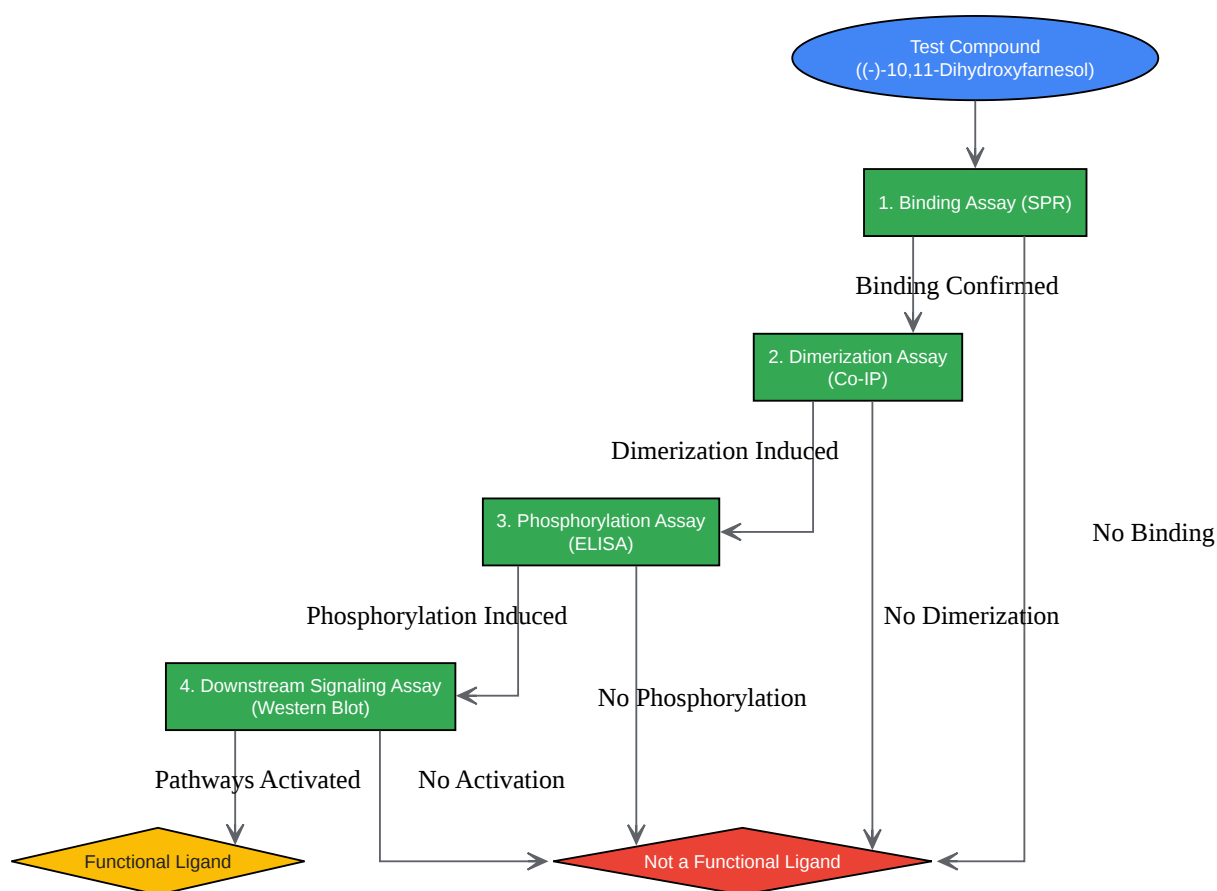 Test Compound
((-)-10,11-Dihydroxyfarnesol)
1. Binding Assay (SPR)
Binding Confirmed
2. Dimerization Assay
(Co-IP)
Dimerization Induced
3. Phosphorylation Assay
(ELISA)
No Binding
Phosphorylation Induced
No Dimerization
4. Downstream Signaling Assay
(Western Blot)
No Phosphorylation
Pathways Activated
No Activation
Functional Ligand
Not a Functional Ligand